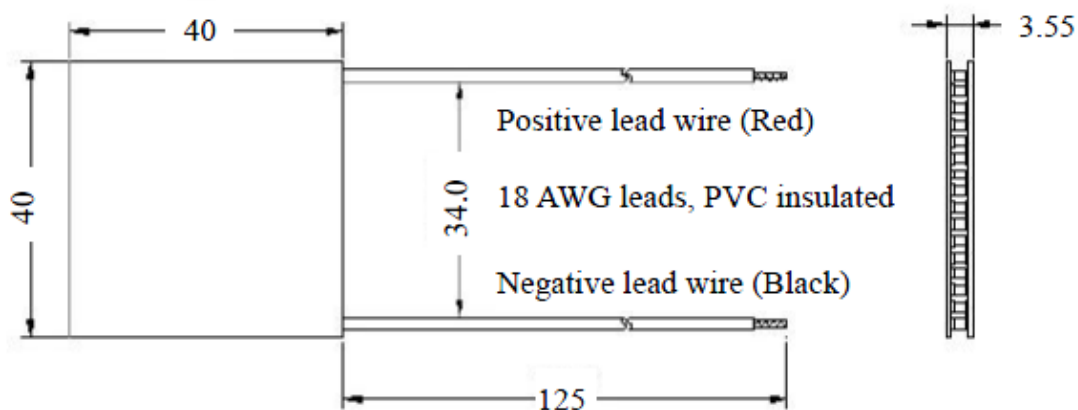 40
3.55
Positive lead wire (Red)
40
34.0
18 AWG leads, PVC insulated
Negative lead wire (Black)
125